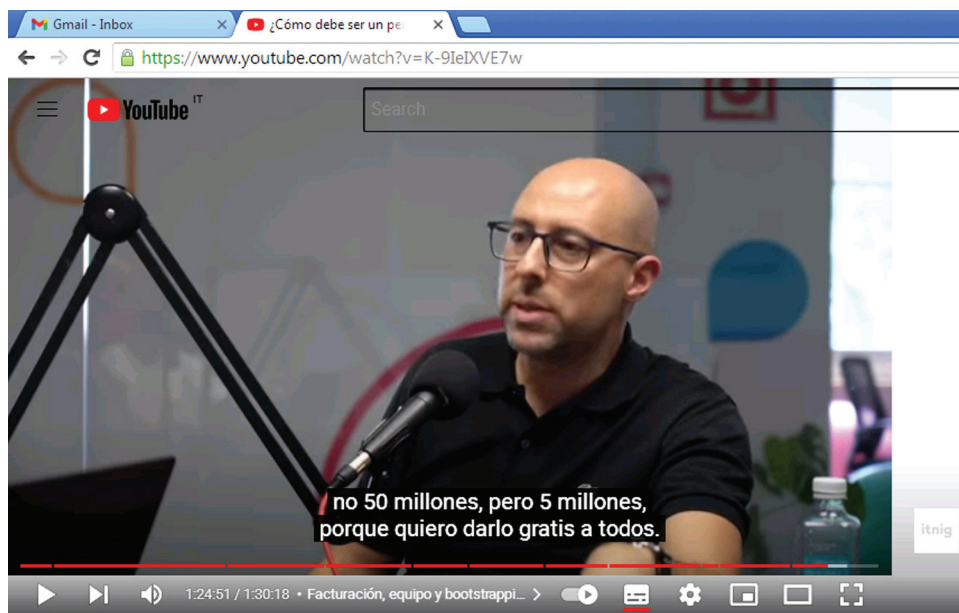 Gmail - Inbox
¿Cómo debe ser un pe
https://www.youtube.com/watch?v=K-9IeIXVE7w
YouTube IT
Search
no 50 millones, pero 5 millones,
porque quiero darlo gratis a todos.
itnig
1:24:51 / 1:30:18 • Facturación, equipo y bootstrappi...